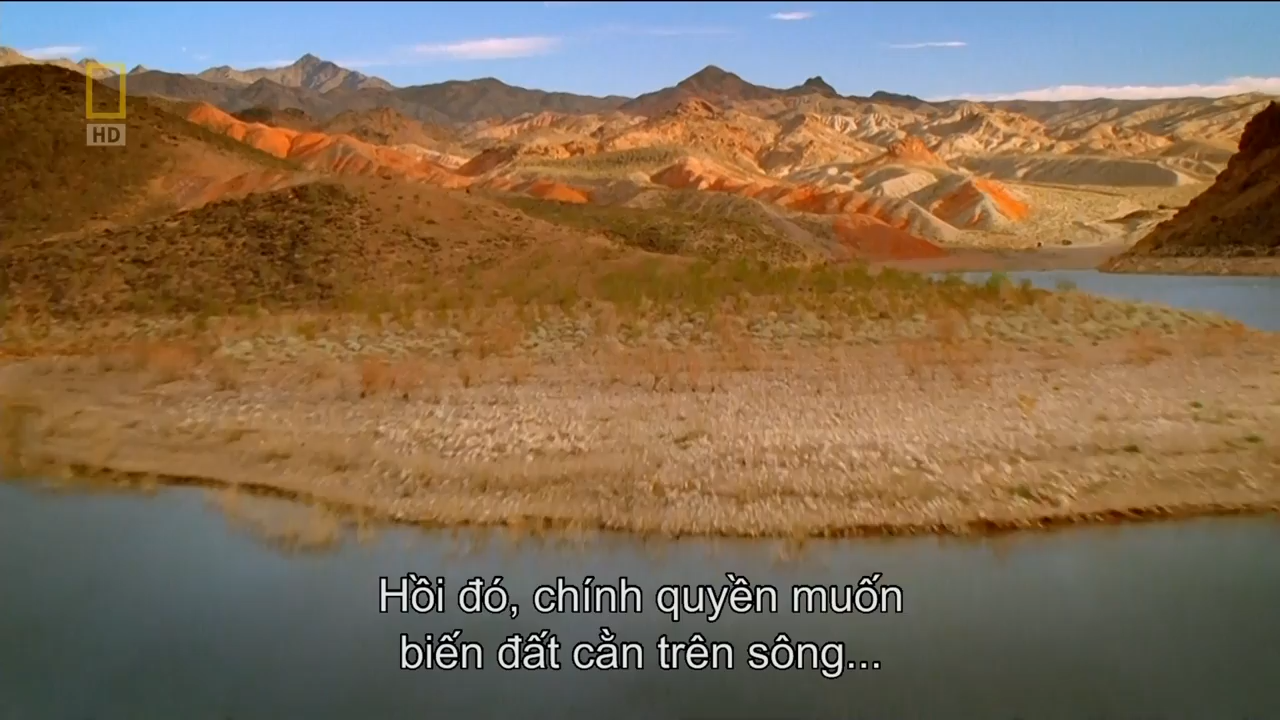 HD
Hồi đó, chính quyền muốn
biến đất cằn trên sông...